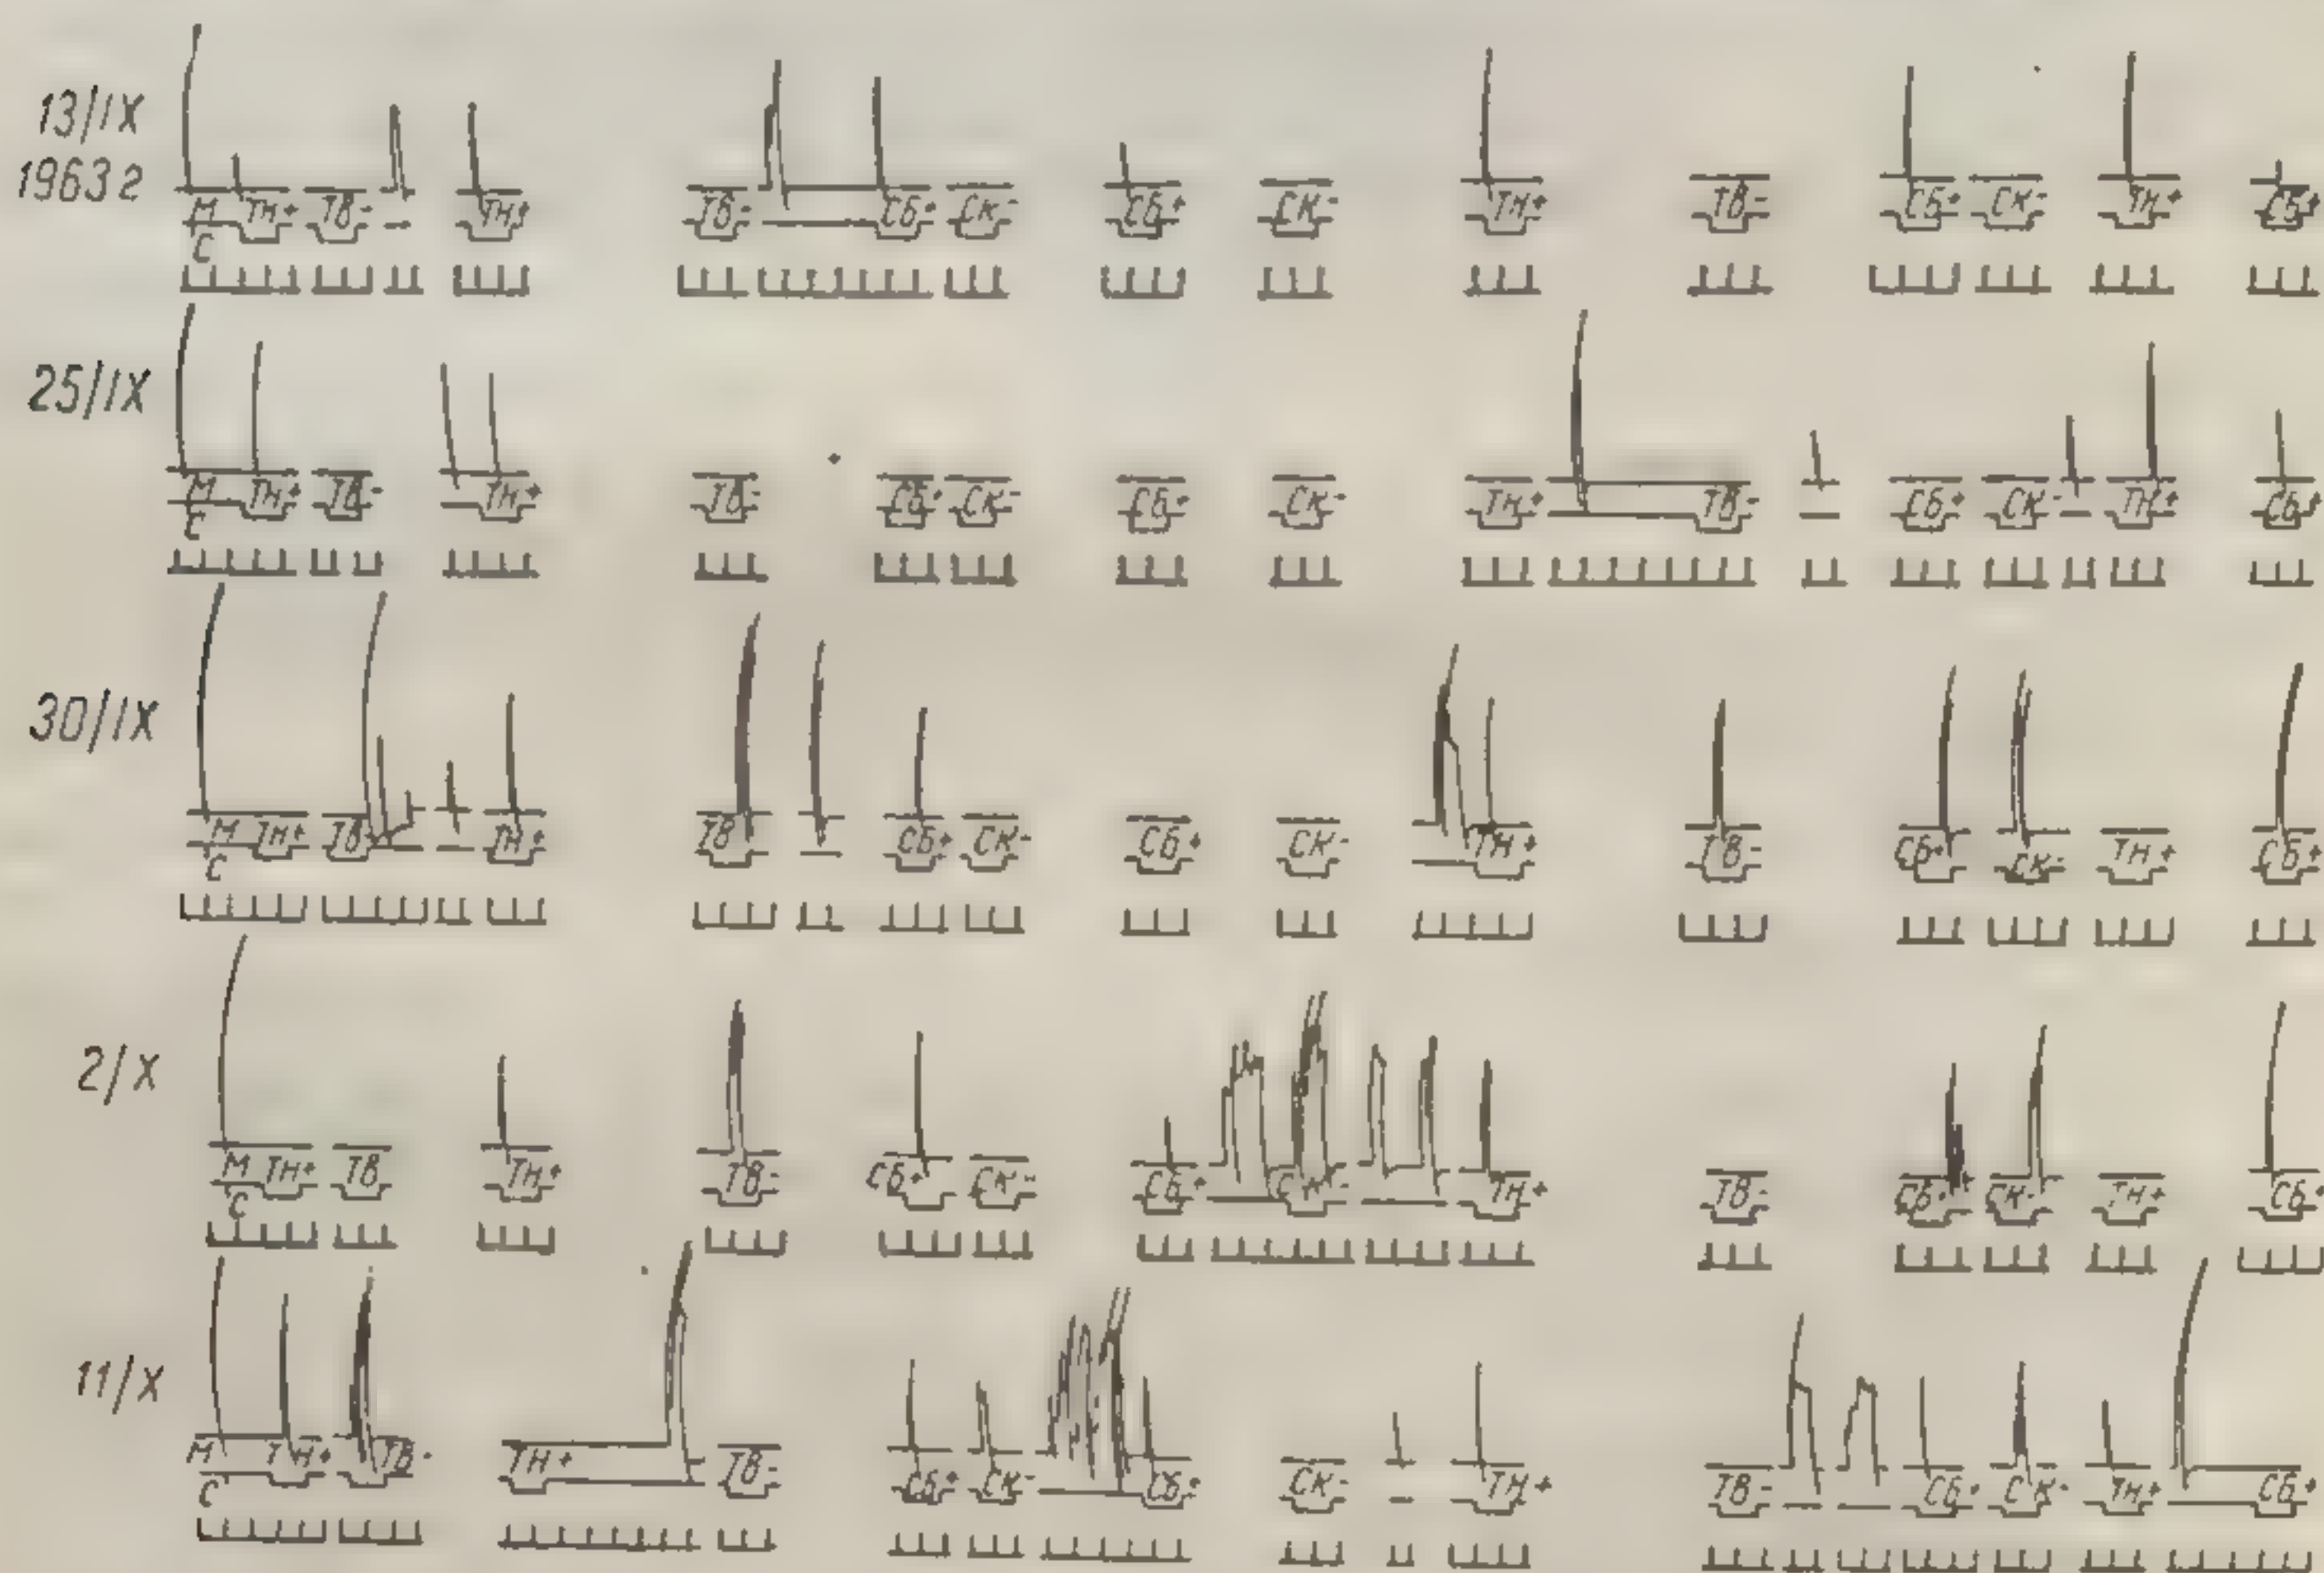 13/IX
1963г
М ТН+ ТВ- ТН+ ТВ- СБ+ СК- СБ+ СК- ТН+ ТВ- СБ+ СК- ТН+ СБ+
С
25/IX
М ТН+ ТВ- ТН+ ТВ- СБ+ СК- СБ+ СК- ТН+ ТВ- СБ+ СК- ТН+ СБ+
С
30/IX
М ТН+ ТВ- ТН+ ТВ СБ+ СК- СБ+ СК- ТН+ ТВ- СБ+ СК- ТН+ СБ+
С
2/X
М ТН+ ТВ ТН+ ТВ- СБ+ СК- СБ+ СК- ТН+ ТВ- СБ+ СК- ТН+ СБ+
С
11/X
М ТН+ ТВ- ТН+ ТВ- СБ+ СК- СБ+ СК- ТН+ ТВ- СБ+ СК- ТН+ СБ+
С